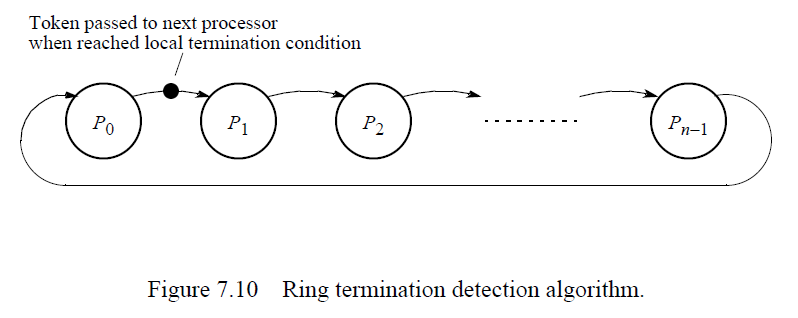 Token passed to next processor
when reached local termination condition
P0 P1 P2 Pn–1
Figure 7.10 Ring termination detection algorithm.